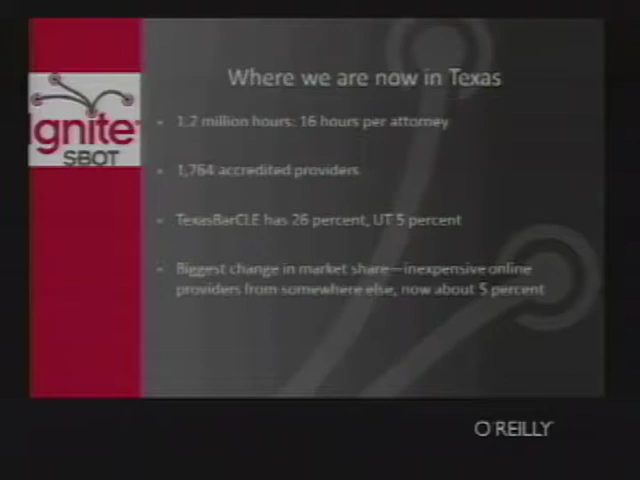 Where we are now in Texas
Ignite
SBOT
1.2 million hours: 16 hours per attorney
1,764 accredited providers
TexasBarCLE has 26 percent, UT 5 percent
Biggest change in market share—inexpensive online
providers from somewhere else, now about 5 percent
O'REILLY